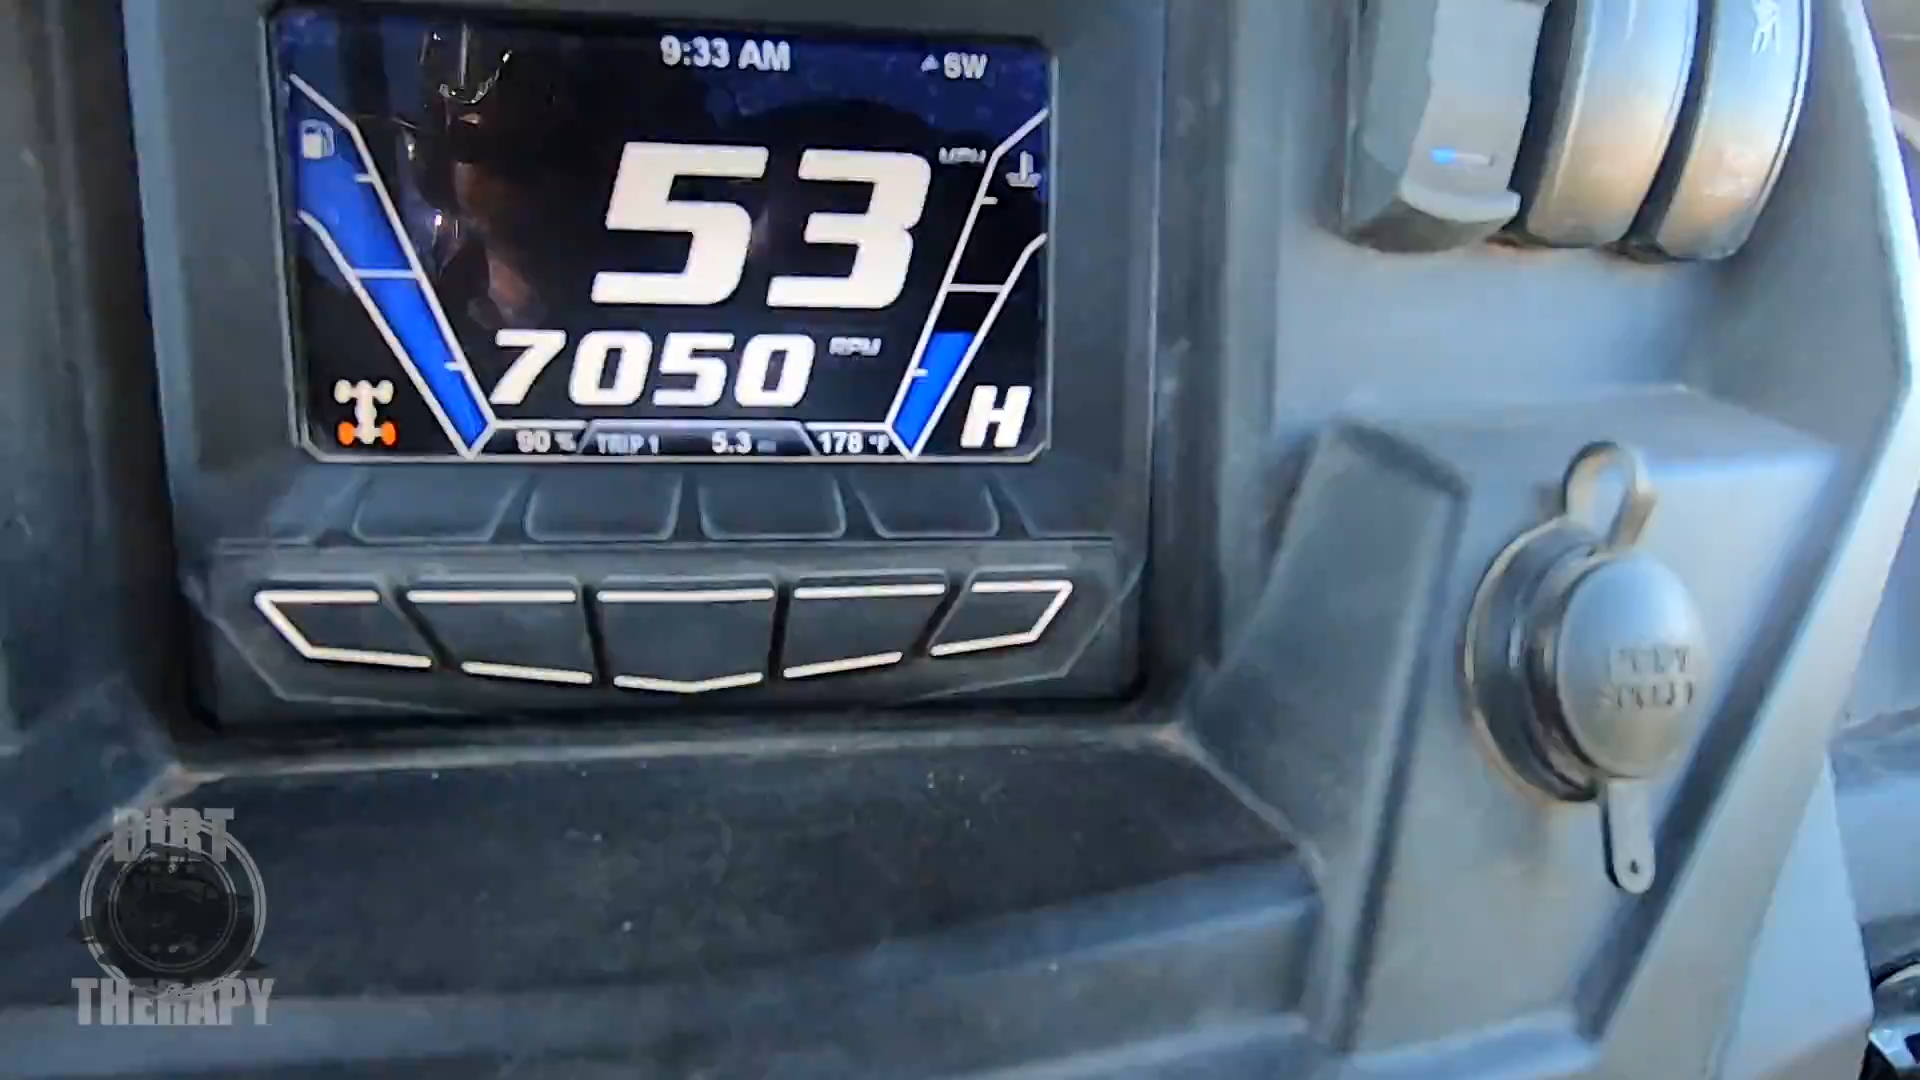 9:33 AM
SW
53 MPH
7050 RPM
H
90 % TRIP 1 5.3 178 °F
DIRT
THERAPY